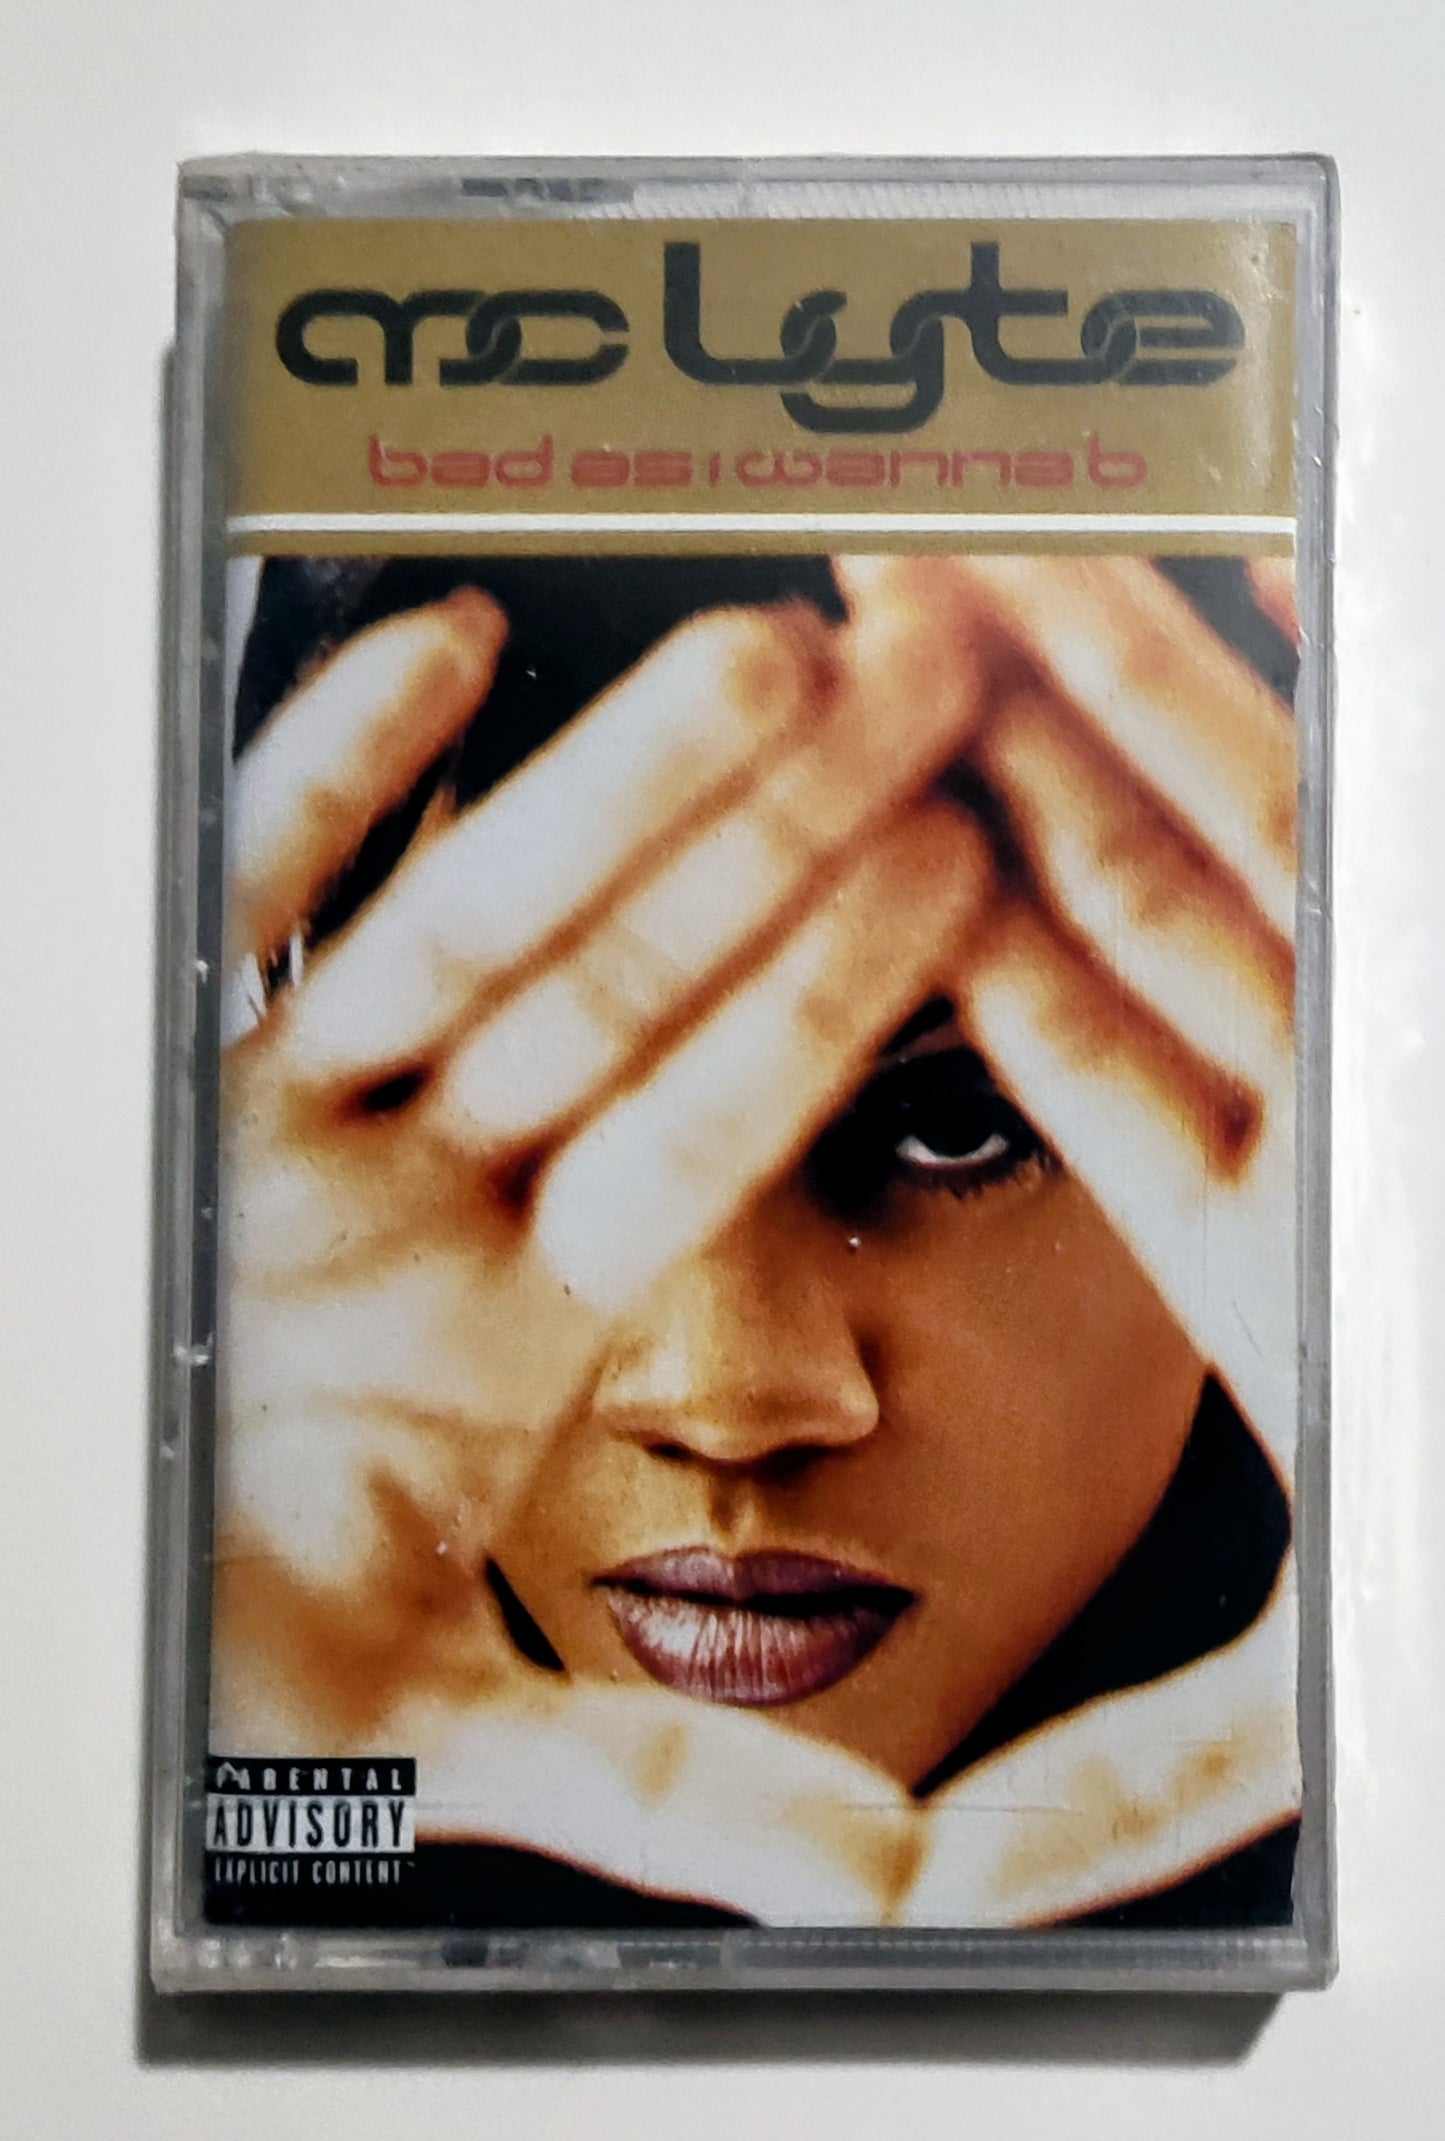 mc lyte
bad as i wanna b
PARENTAL
ADVISORY
EXPLICIT CONTENT